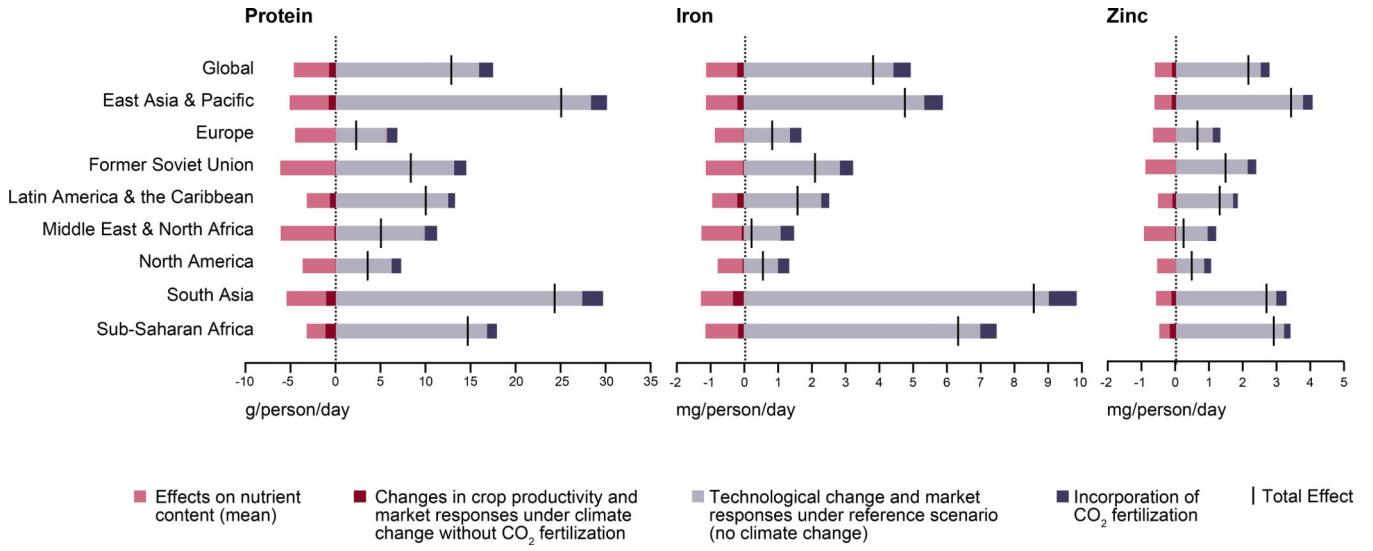 Protein
Iron
Zinc
Global
East Asia & Pacific
Europe
Former Soviet Union
Latin America & the Caribbean
Middle East & North Africa
North America
South Asia
Sub-Saharan Africa
-10 -5 0 5 10 15 20 25 30 35
g/person/day
-2 -1 0 1 2 3 4 5 6 7 8 9 10
mg/person/day
-2 -1 0 1 2 3 4 5
mg/person/day
Effects on nutrient
content (mean)
Changes in crop productivity and
market responses under climate
change without CO₂ fertilization
Technological change and market
responses under reference scenario
(no climate change)
Incorporation of
CO₂ fertilization
Total Effect